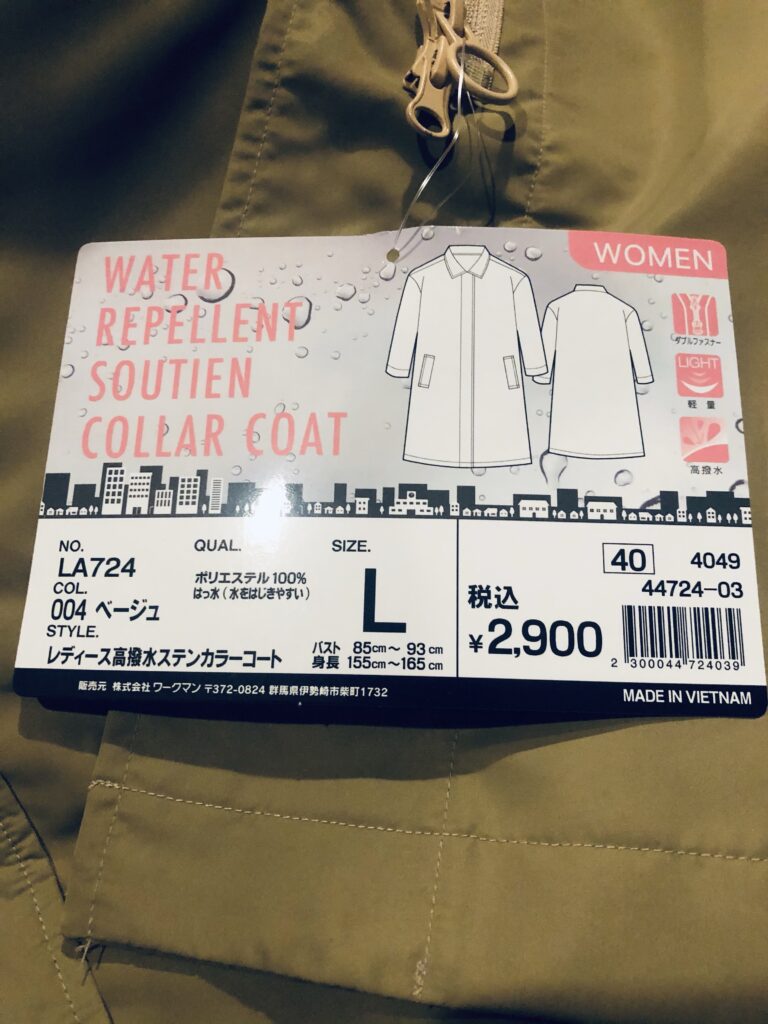 WATER
REPELLENT
SOUTIEN
COLLAR COAT
WOMEN
ダブルファスナー
LIGHT
軽量
高撥水
NO.
LA724
COL.
004 ベージュ
STYLE.
レディース高撥水ステンカラーコート
QUAL.
ポリエステル100%
はっ水(水をはじきやすい)
SIZE.
L
バスト 85cm～ 93cm
身長 155cm～165cm
40 4049
44724-03
税込
¥2,900
2 300044 724039
販売元 株式会社 ワークマン 〒372-0824 群馬県伊勢崎市柴町1732
MADE IN VIETNAM